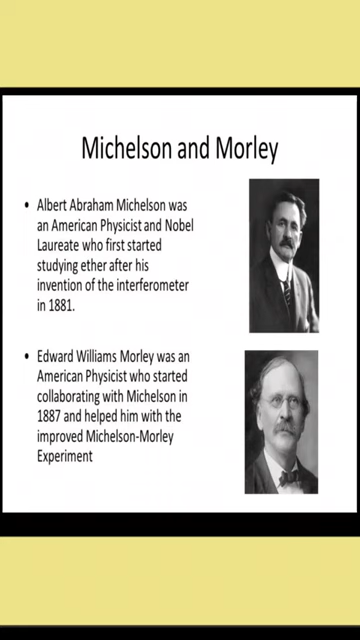 Michelson and Morley
• Albert Abraham Michelson was
an American Physicist and Nobel
Laureate who first started
studying ether after his
invention of the interferometer
in 1881.
• Edward Williams Morley was an
American Physicist who started
collaborating with Michelson in
1887 and helped him with the
improved Michelson-Morley
Experiment